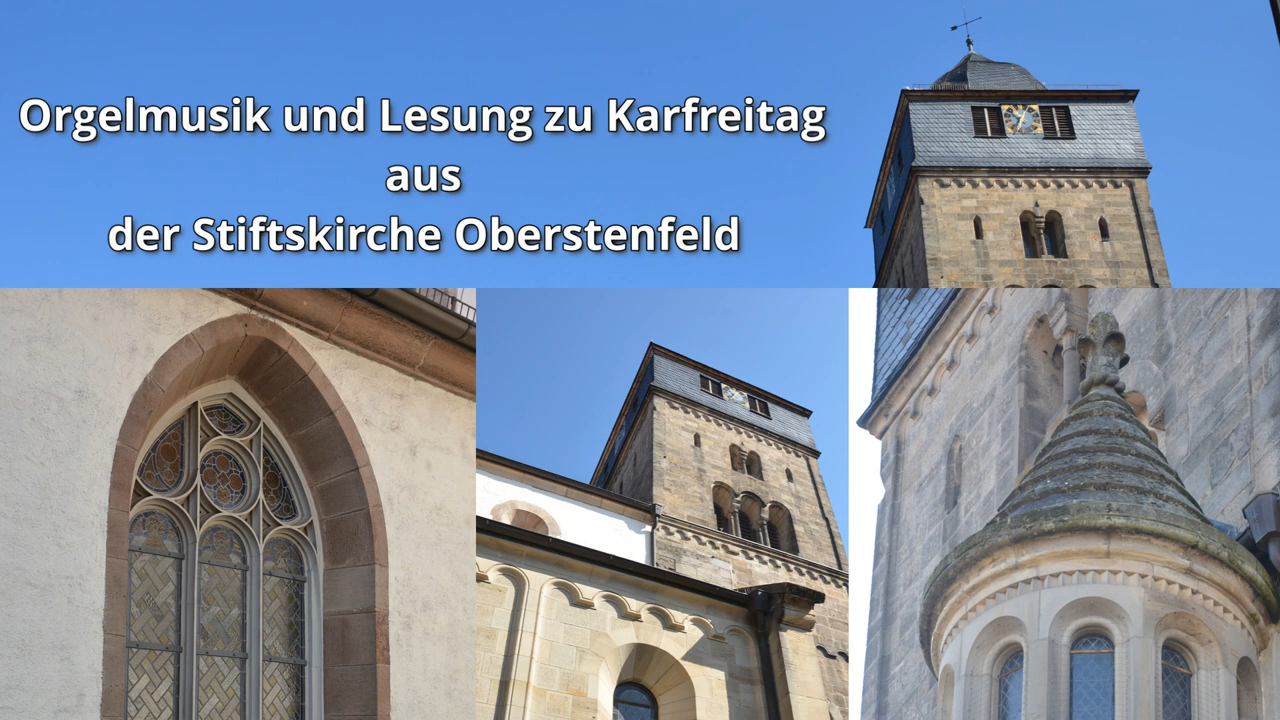 Orgelmusik und Lesung zu Karfreitag
aus
der Stiftskirche Oberstenfeld